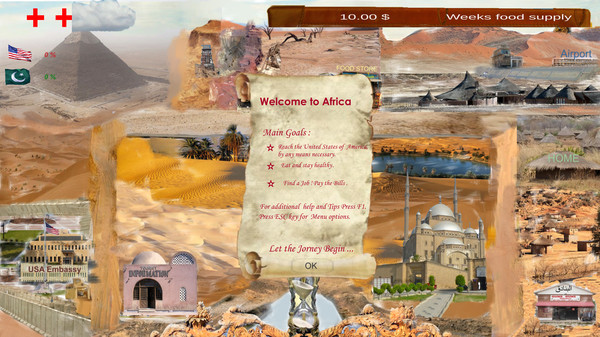 10.00 $ Weeks food supply
0 %
0 %
Airport
FOOD STORE
Welcome to Africa
Main Goals :
Reach the United States of America,
by any means necessary.
Eat and stay healthy.
Find a Job ! Pay the Bills .
For additional help and Tips Press F1.
Press ESC key for Menu options.
Let the Jorney Begin ...
OK
HOME
USA Embassy
INFORMATION